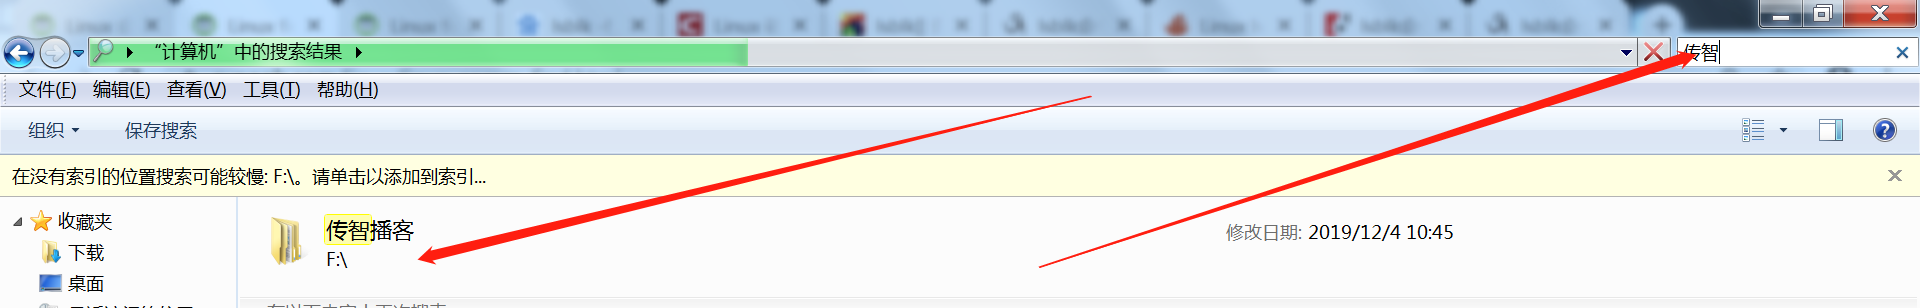 “计算机”中的搜索结果
传智
文件(F) 编辑(E) 查看(V) 工具(T) 帮助(H)
组织 保存搜索
在没有索引的位置搜索可能较慢: F:\。请单击以添加到索引...
收藏夹
下载
桌面
传智播客
F:\
修改日期: 2019/12/4 10:45